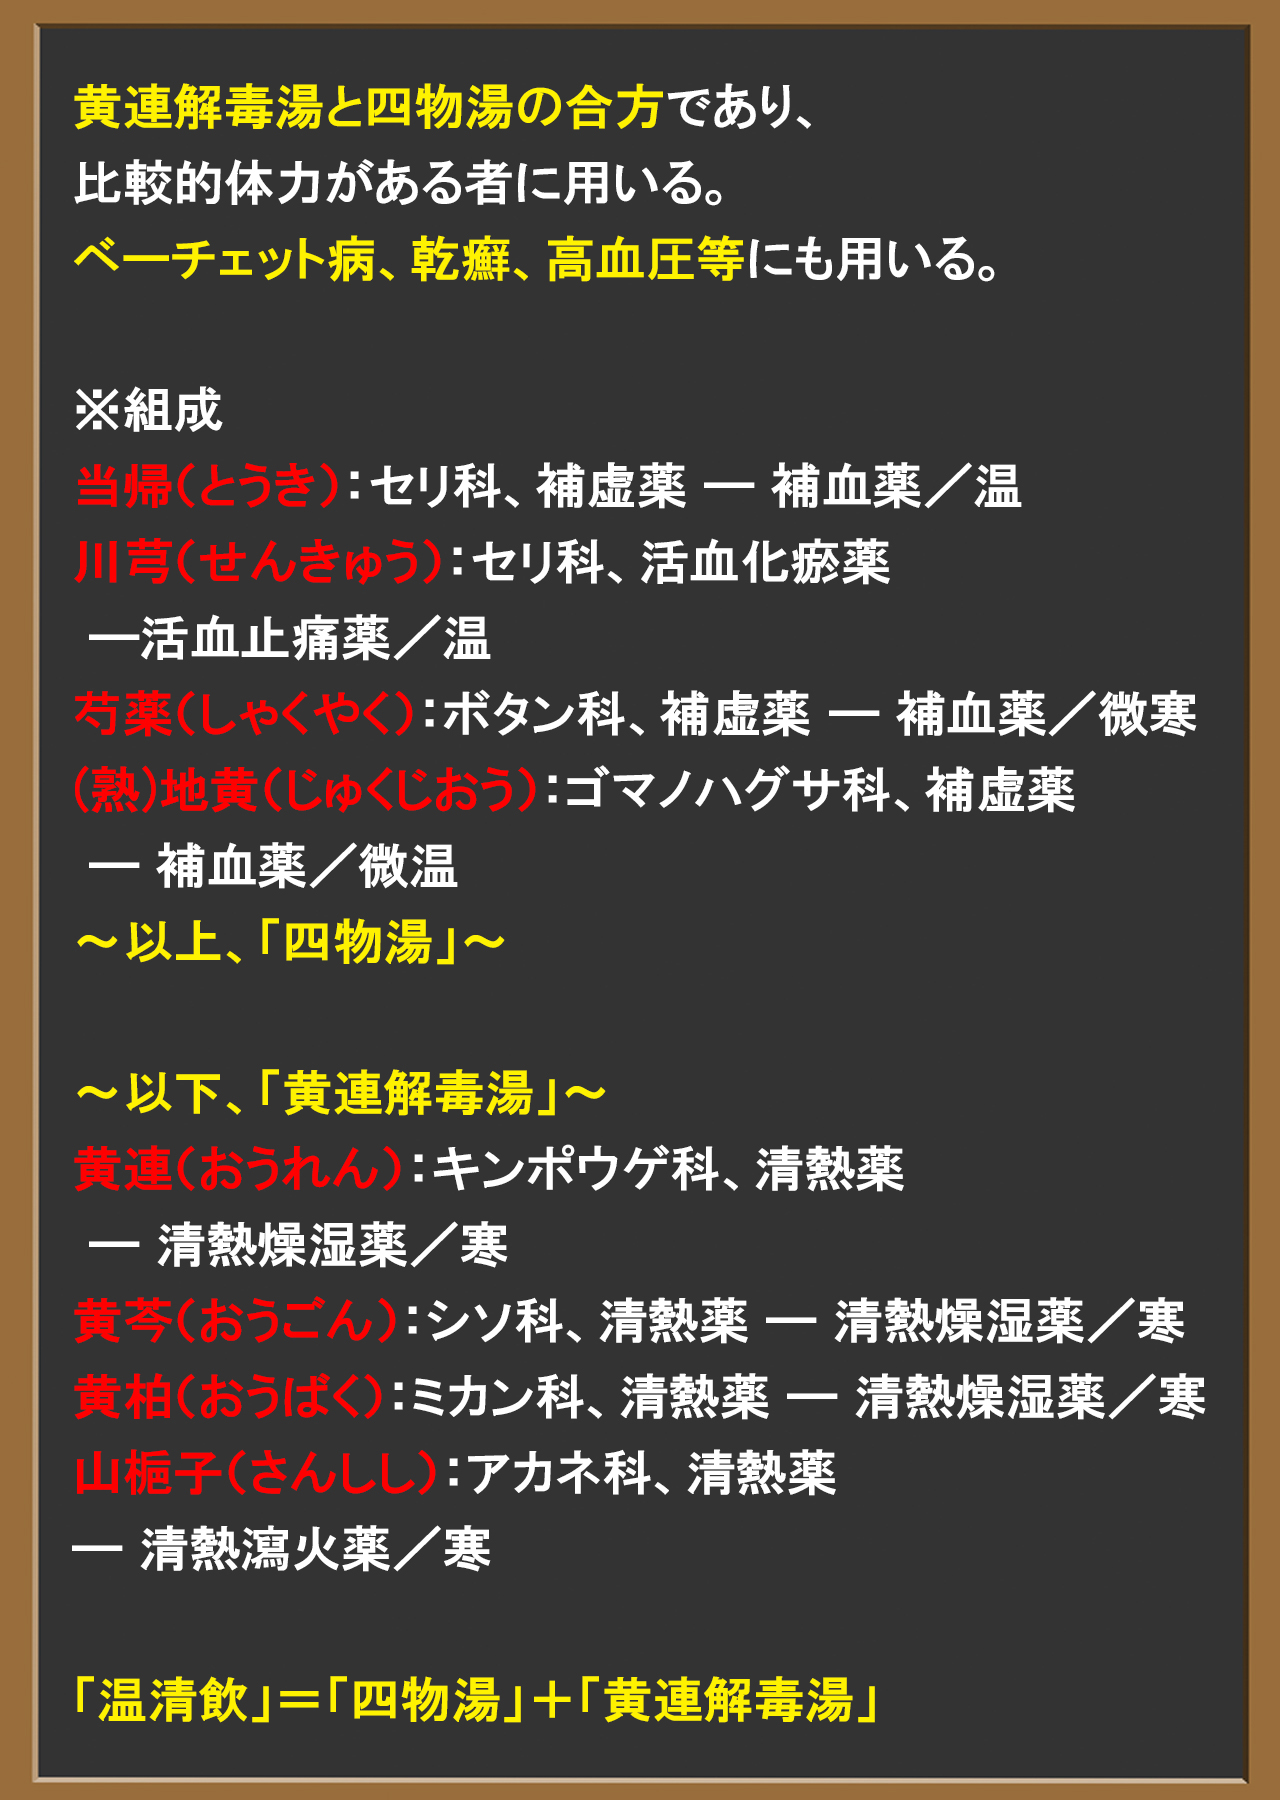 黄連解毒湯と四物湯の合方であり、
比較的体力がある者に用いる。
ベーチェット病、乾癬、高血圧等にも用いる。
※組成
当帰（とうき）：セリ科、補虚薬 ― 補血薬／温
川芎（せんきゅう）：セリ科、活血化瘀薬
―活血止痛薬／温
芍薬（しゃくやく）：ボタン科、補虚薬 ― 補血薬／微寒
(熟)地黄（じゅくじおう）：ゴマノハグサ科、補虚薬
― 補血薬／微温
～以上、「四物湯」～
～以下、「黄連解毒湯」～
黄連（おうれん）：キンポウゲ科、清熱薬
― 清熱燥湿薬／寒
黄芩（おうごん）：シソ科、清熱薬 ― 清熱燥湿薬／寒
黄柏（おうばく）：ミカン科、清熱薬 ― 清熱燥湿薬／寒
山梔子（さんしし）：アカネ科、清熱薬
― 清熱瀉火薬／寒
「温清飲」＝「四物湯」＋「黄連解毒湯」